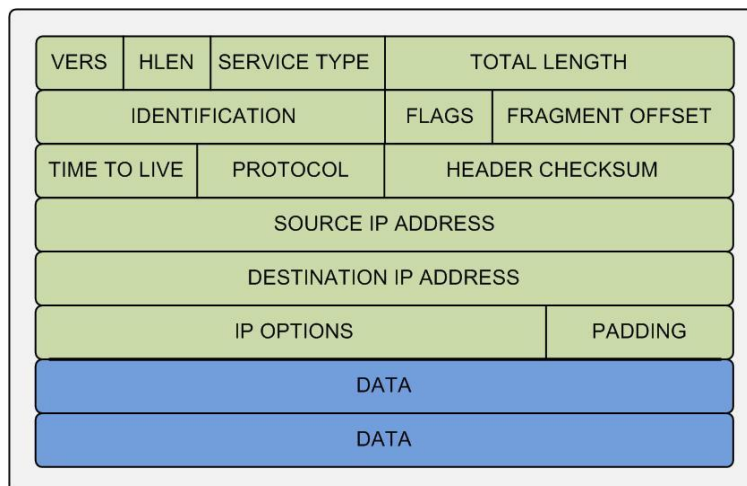 VERS HLEN SERVICE TYPE TOTAL LENGTH
IDENTIFICATION FLAGS FRAGMENT OFFSET
TIME TO LIVE PROTOCOL HEADER CHECKSUM
SOURCE IP ADDRESS
DESTINATION IP ADDRESS
IP OPTIONS PADDING
DATA
DATA